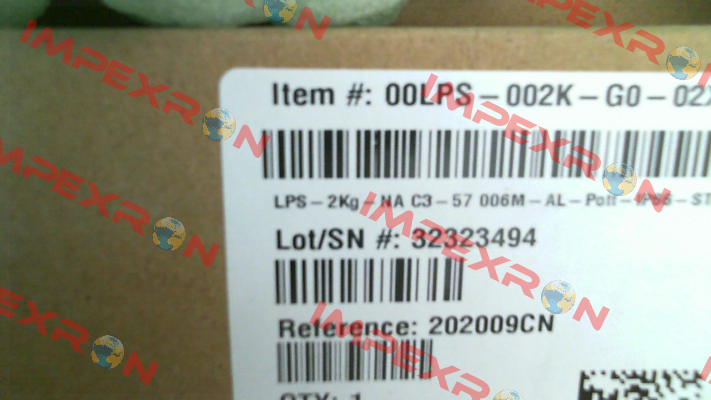 Item #: 00LPS-002K-G0-02X
LPS-2Kg-NA C3-57 006M-AL-Pott-IP66-ST
Lot/SN #: 32323494
Reference: 202009CN
QTY: 1
IMPEXRON
IMPEXRON
IMPEXRON
IMPEXRON
IMPEXRON
IMPEXRON
IMPEXRON